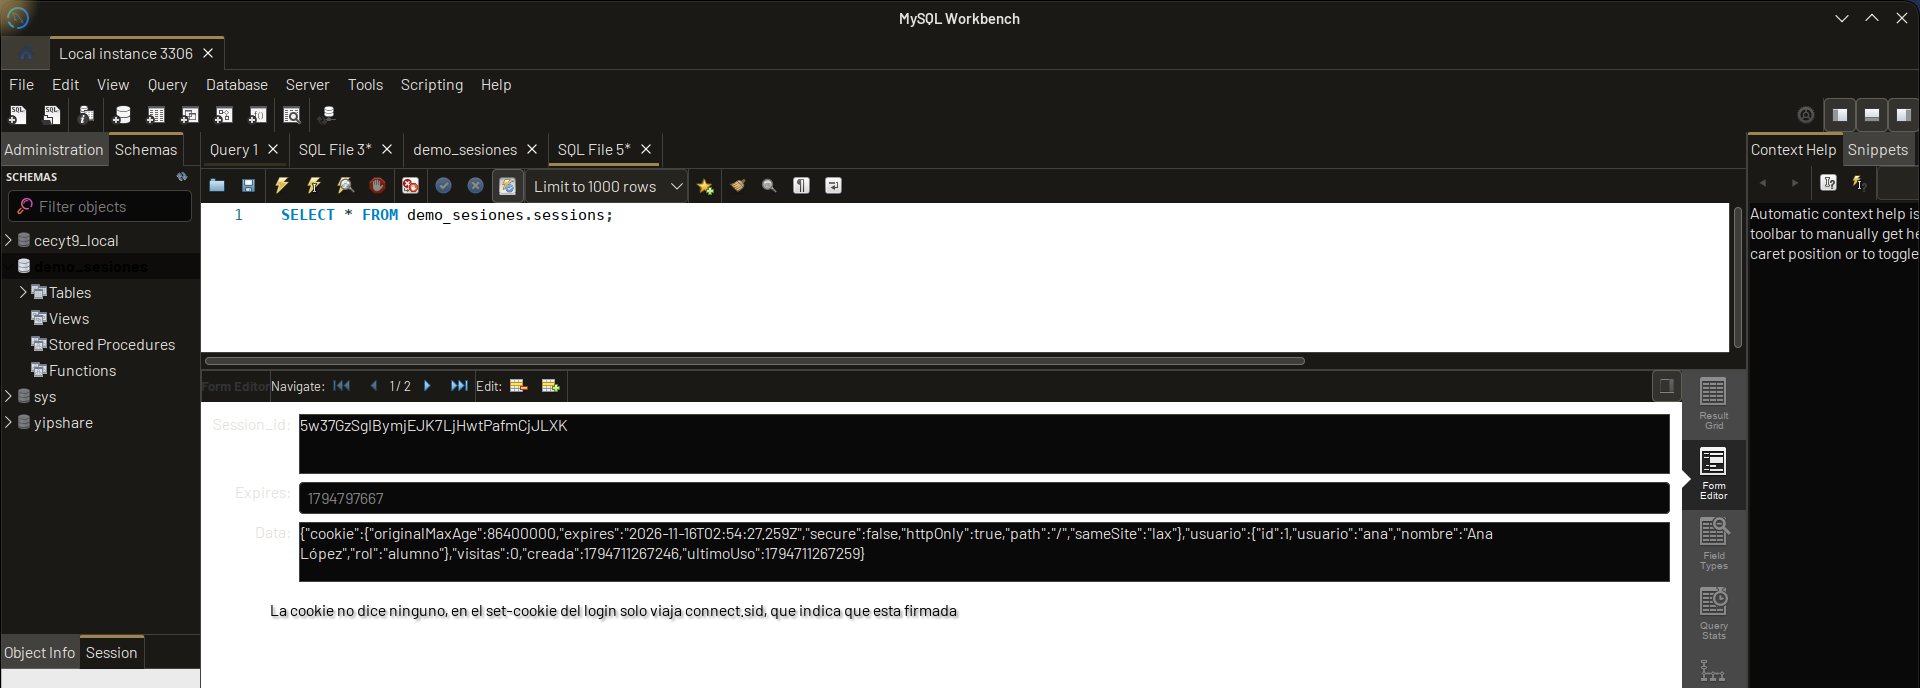 MySQL Workbench
Local instance 3306
File Edit View Query Database Server Tools Scripting Help
Administration Schemas
Query 1 SQL File 3* demo_sesiones SQL File 5*
Context Help Snippets
SCHEMAS
Limit to 1000 rows
Filter objects
1 SELECT * FROM demo_sesiones.sessions;
Automatic context help is
toolbar to manually get he
caret position or to toggle
cecyt9_local
demo_sesiones
Tables
Views
Stored Procedures
Functions
sys
yipshare
Form Editor Navigate: 1/2 Edit:
Result
Grid
Session_id: 5w37GzSgIBymjEJK7LjHwtPafmCjJLXK
Form
Editor
Expires: 1794797667
Data: {"cookie":{"originalMaxAge":86400000,"expires":"2026-11-16T02:54:27.259Z","secure":false,"httpOnly":true,"path":"/","sameSite":"lax"},"usuario":{"id":1,"usuario":"ana","nombre":"Ana
López","rol":"alumno"},"visitas":0,"creada":1794711267246,"ultimoUso":1794711267259}
Field
Types
La cookie no dice ninguno, en el set-cookie del login solo viaja connect.sid, que indica que esta firmada
Query
Stats
Object Info Session